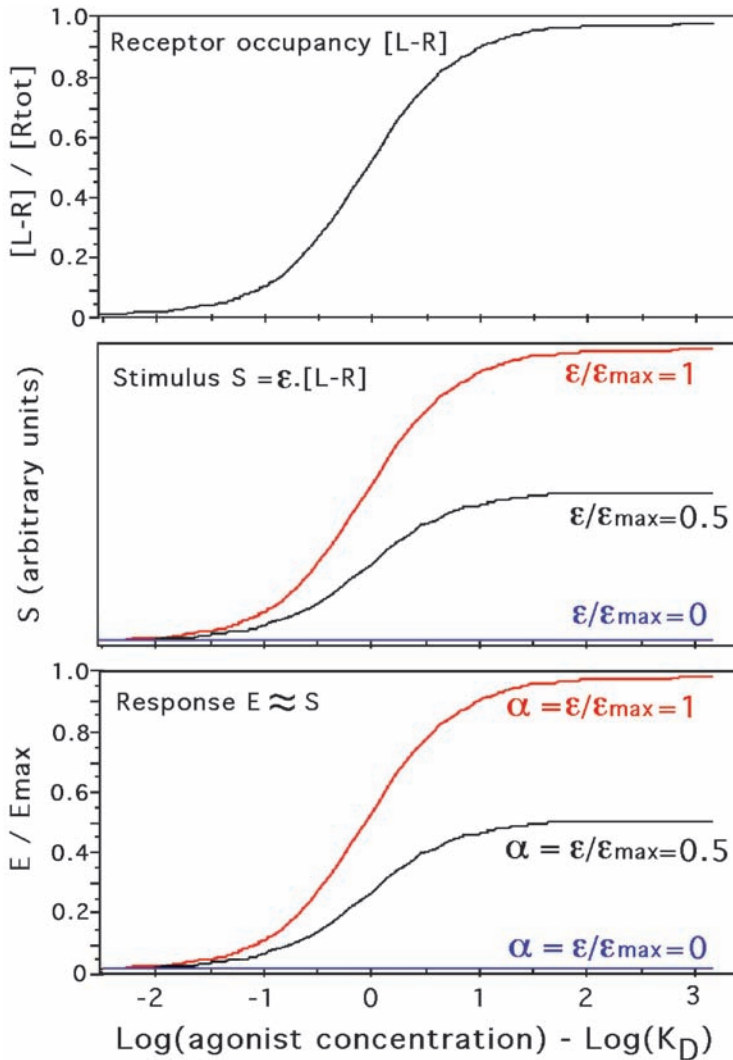 Receptor occupancy [L-R]
[L-R] / [Rtot]
1.0
0.8
0.6
0.4
0.2
0
Stimulus S = ε.[L-R]
S (arbitrary units)
ε/εmax=1
ε/εmax=0.5
ε/εmax=0
Response E ≈ S
E / Emax
1.0
0.8
0.6
0.4
0.2
0
α = ε/εmax=1
α = ε/εmax=0.5
α = ε/εmax=0
-2 -1 0 1 2 3
Log(agonist concentration) - Log(KD)